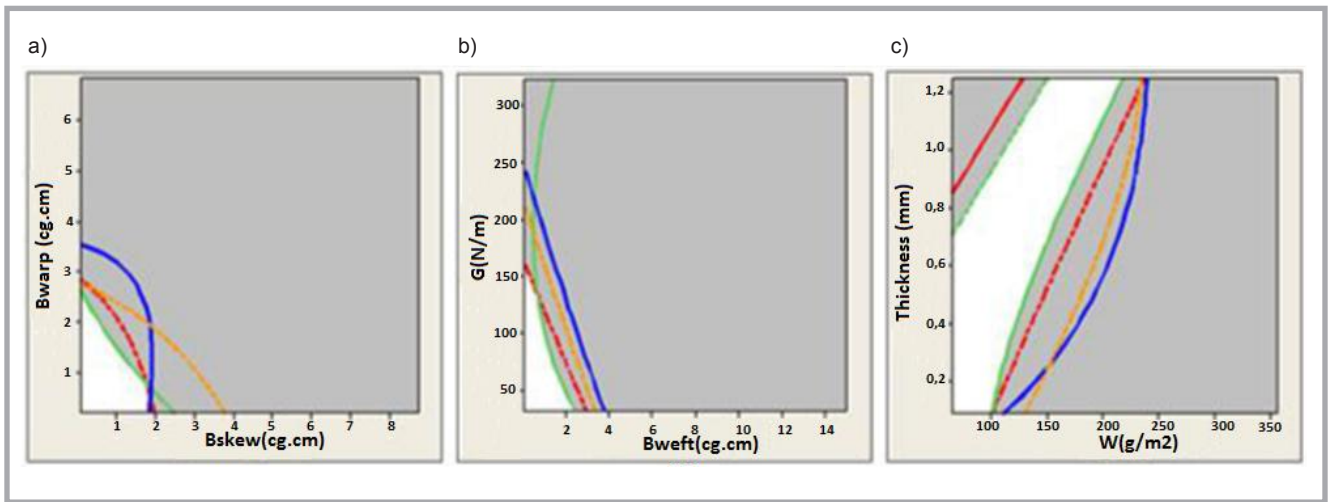 a)
b)
c)
Bwarp (cg.cm)
6
5
4
3
2
1
1 2 3 4 5 6 7 8
Bskew(cg.cm)
G(N/m)
300
250
200
150
100
50
2 4 6 8 10 12 14
Bweft(cg.cm)
Thickness (mm)
1,2
1,0
0,8
0,6
0,4
0,2
100 150 200 250 300 350
W(g/m2)